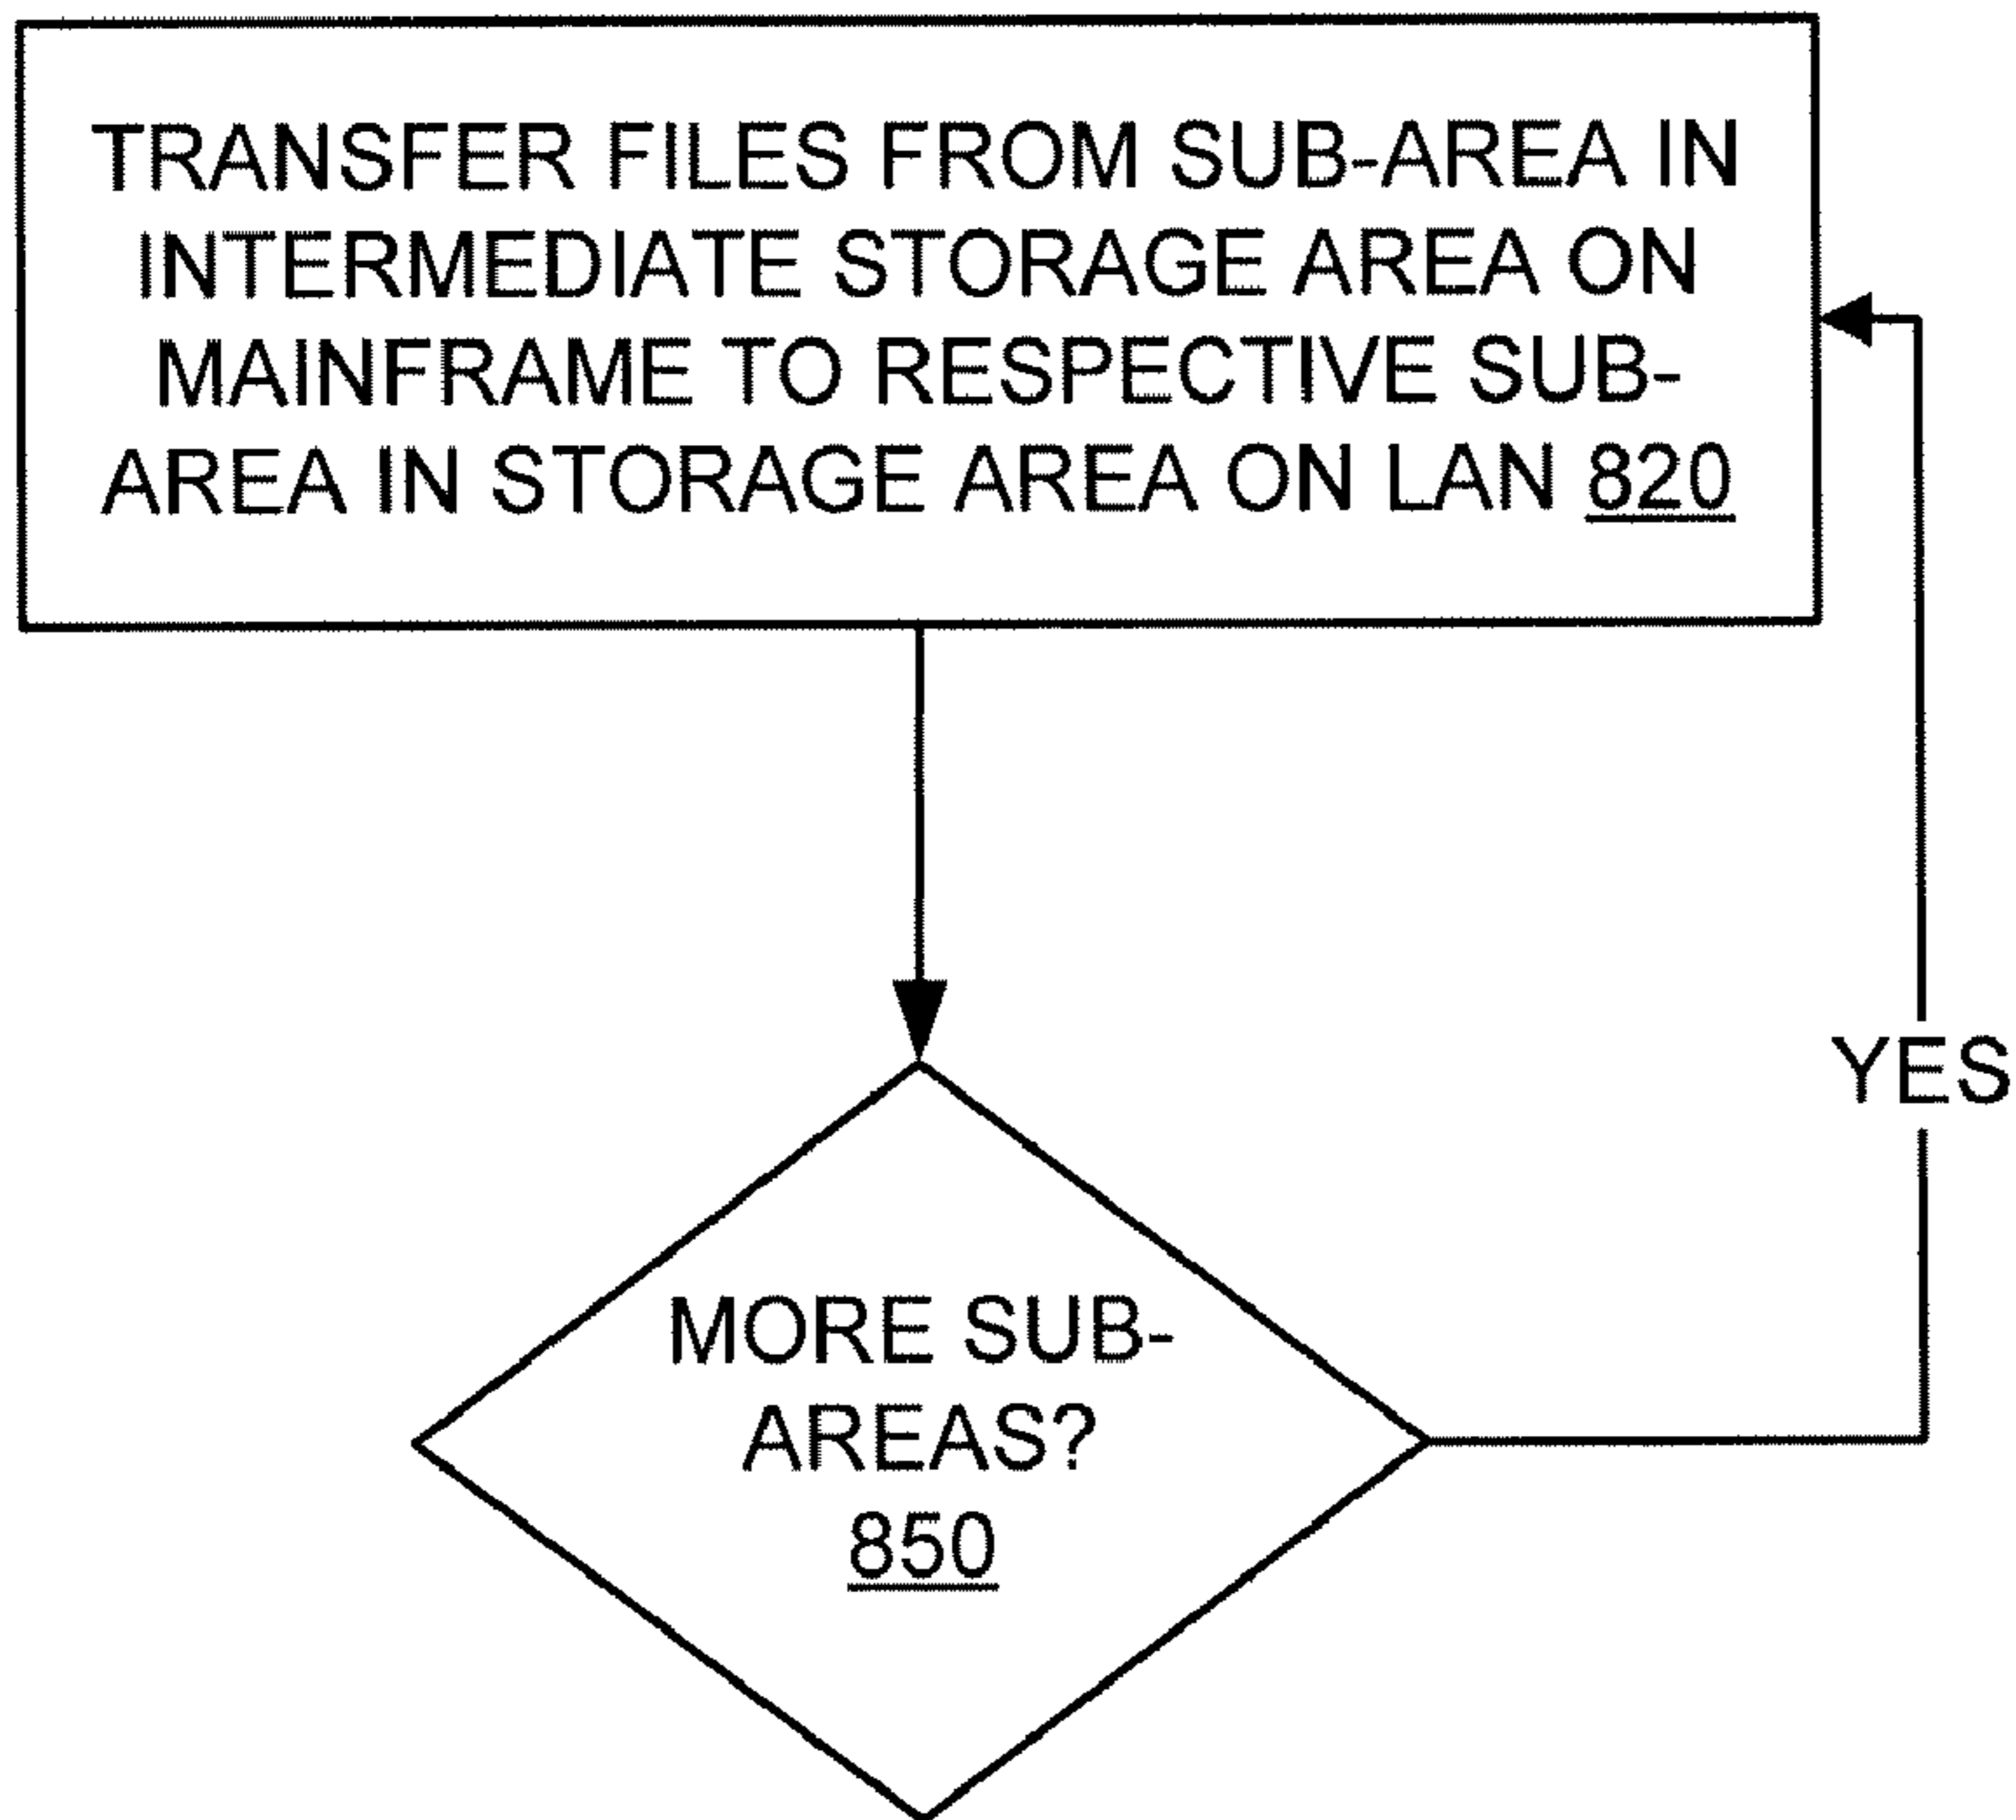 TRANSFER FILES FROM SUB-AREA IN
INTERMEDIATE STORAGE AREA ON
MAINFRAME TO RESPECTIVE SUB-
AREA IN STORAGE AREA ON LAN 820
YES
MORE SUB-
AREAS?
850